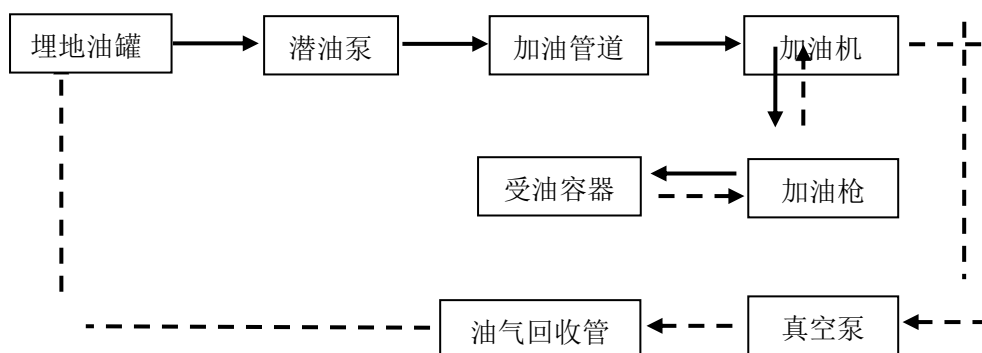 埋地油罐
潜油泵
加油管道
加油机
受油容器
加油枪
油气回收管
真空泵